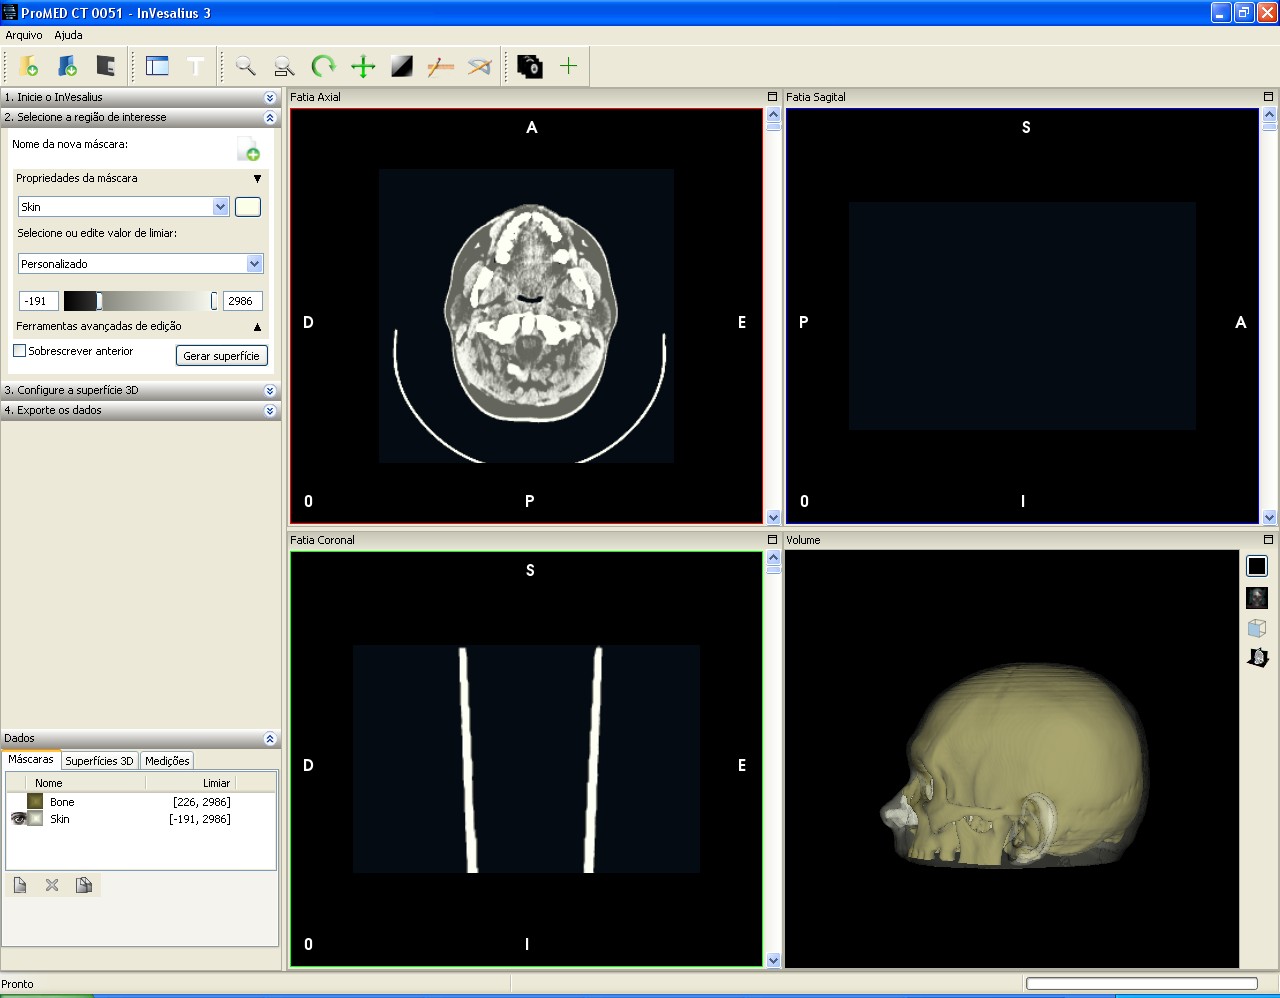 ProMED CT 0051 - InVesalius 3
Arquivo Ajuda
1. Inicie o InVesalius
2. Selecione a região de interesse
Nome da nova máscara:
Propriedades da máscara
Skin
Selecione ou edite valor de limiar:
Personalizado
-191 2986
Ferramentas avançadas de edição
Sobrescrever anterior Gerar superfície
3. Configure a superfície 3D
4. Exporte os dados
Dados
Máscaras Superfícies 3D Medições
Nome Limiar
Bone [226, 2986]
Skin [-191, 2986]
Fatia Axial
A
D E
0 P
Fatia Sagital
S
P A
0 I
Fatia Coronal
S
D E
0 I
Volume
Pronto